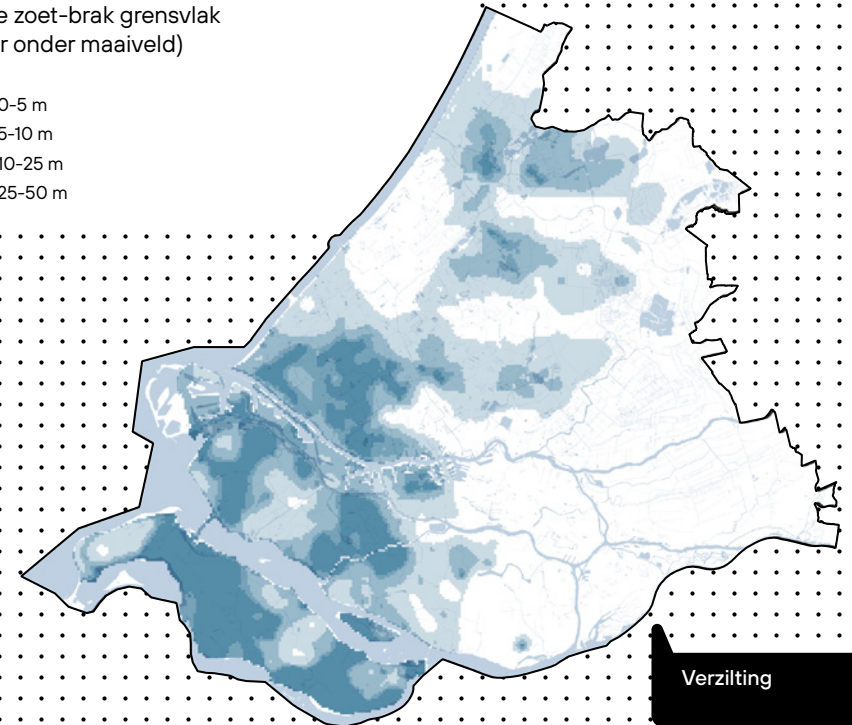 e zoet-brak grensvlak
r onder maaiveld)
0-5 m
5-10 m
10-25 m
25-50 m
Verzilting